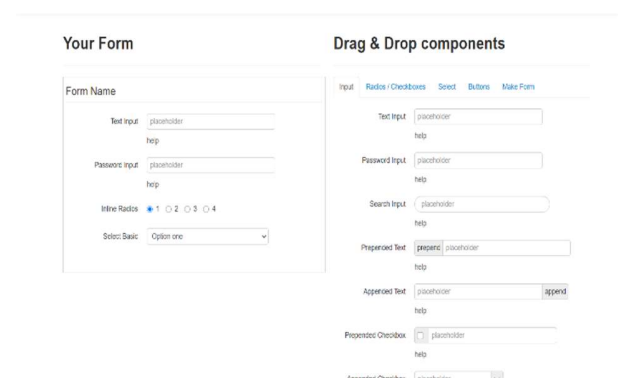 Your Form
Form Name
Text Input placeholder
help
Password Input placeholder
help
Inline Radios 1 2 3 4
Select Basic Option one
Drag & Drop components
Input Radios / Checkboxes Select Buttons Make Form
Text Input placeholder
help
Password Input placeholder
help
Search Input placeholder
help
Prepended Text prepend placeholder
help
Appended Text placeholder append
help
Prepended Checkbox placeholder
help
Appended Checkbox placeholder